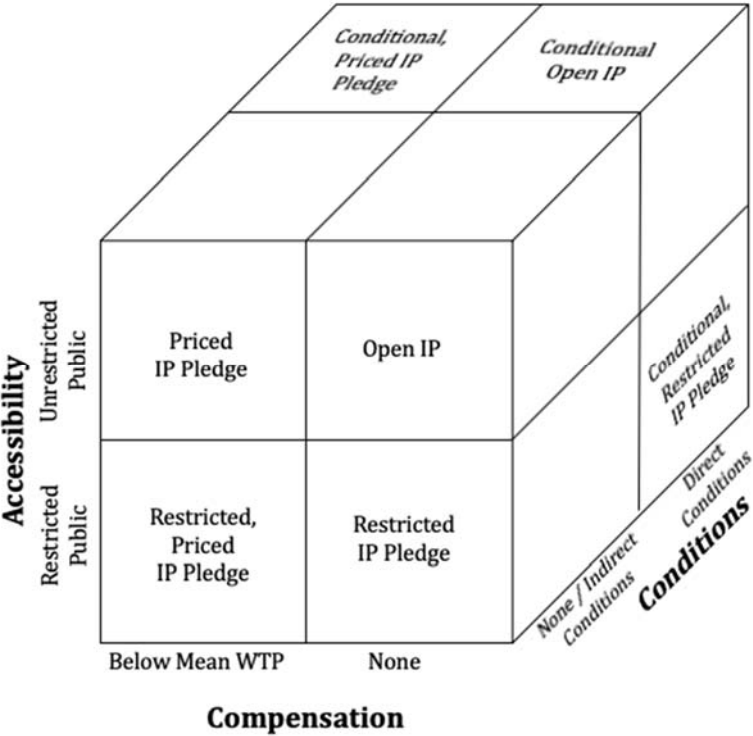 Conditional,
Priced IP
Pledge
Conditional
Open IP
Accessibility
Unrestricted
Public
Priced
IP Pledge
Open IP
Conditional,
Restricted
IP Pledge
Restricted
Public
Restricted,
Priced
IP Pledge
Restricted
IP Pledge
None / Indirect
Conditions
Direct
Conditions
Conditions
Below Mean WTP
None
Compensation